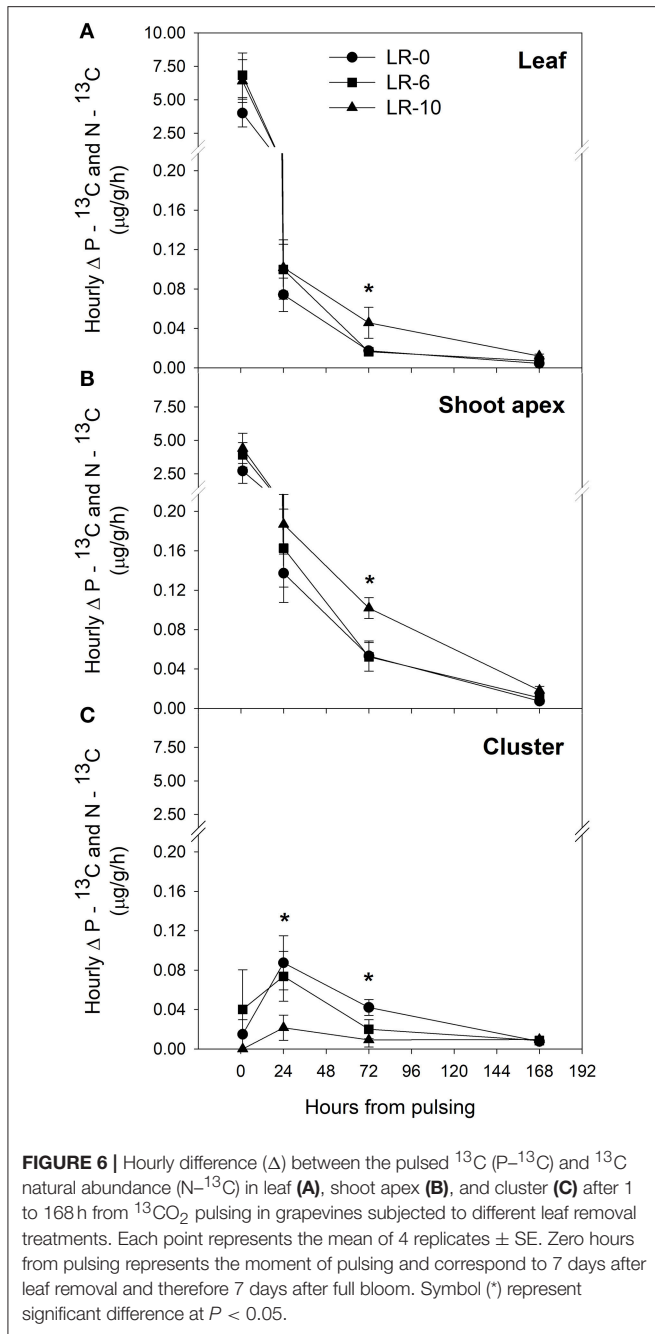 A
Leaf
LR-0
LR-6
LR-10
10.00
7.50
5.00
2.50
0.20
0.16
0.12
0.08
0.04
0.00
Hourly Δ P - ¹³C and N - ¹³C
(µg/g/h)
*
B
Shoot apex
7.50
5.00
2.50
0.20
0.16
0.12
0.08
0.04
0.00
Hourly Δ P - ¹³C and N - ¹³C
(µg/g/h)
*
C
Cluster
7.50
5.00
2.50
0.20
0.16
0.12
0.08
0.04
0.00
Hourly Δ P - ¹³C and N - ¹³C
(µg/g/h)
*
*
0 24 48 72 96 120 144 168 192
Hours from pulsing
FIGURE 6 | Hourly difference (Δ) between the pulsed ¹³C (P–¹³C) and ¹³C
natural abundance (N–¹³C) in leaf (A), shoot apex (B), and cluster (C) after 1
to 168 h from ¹³CO₂ pulsing in grapevines subjected to different leaf removal
treatments. Each point represents the mean of 4 replicates ± SE. Zero hours
from pulsing represents the moment of pulsing and correspond to 7 days after
leaf removal and therefore 7 days after full bloom. Symbol (*) represent
significant difference at P < 0.05.